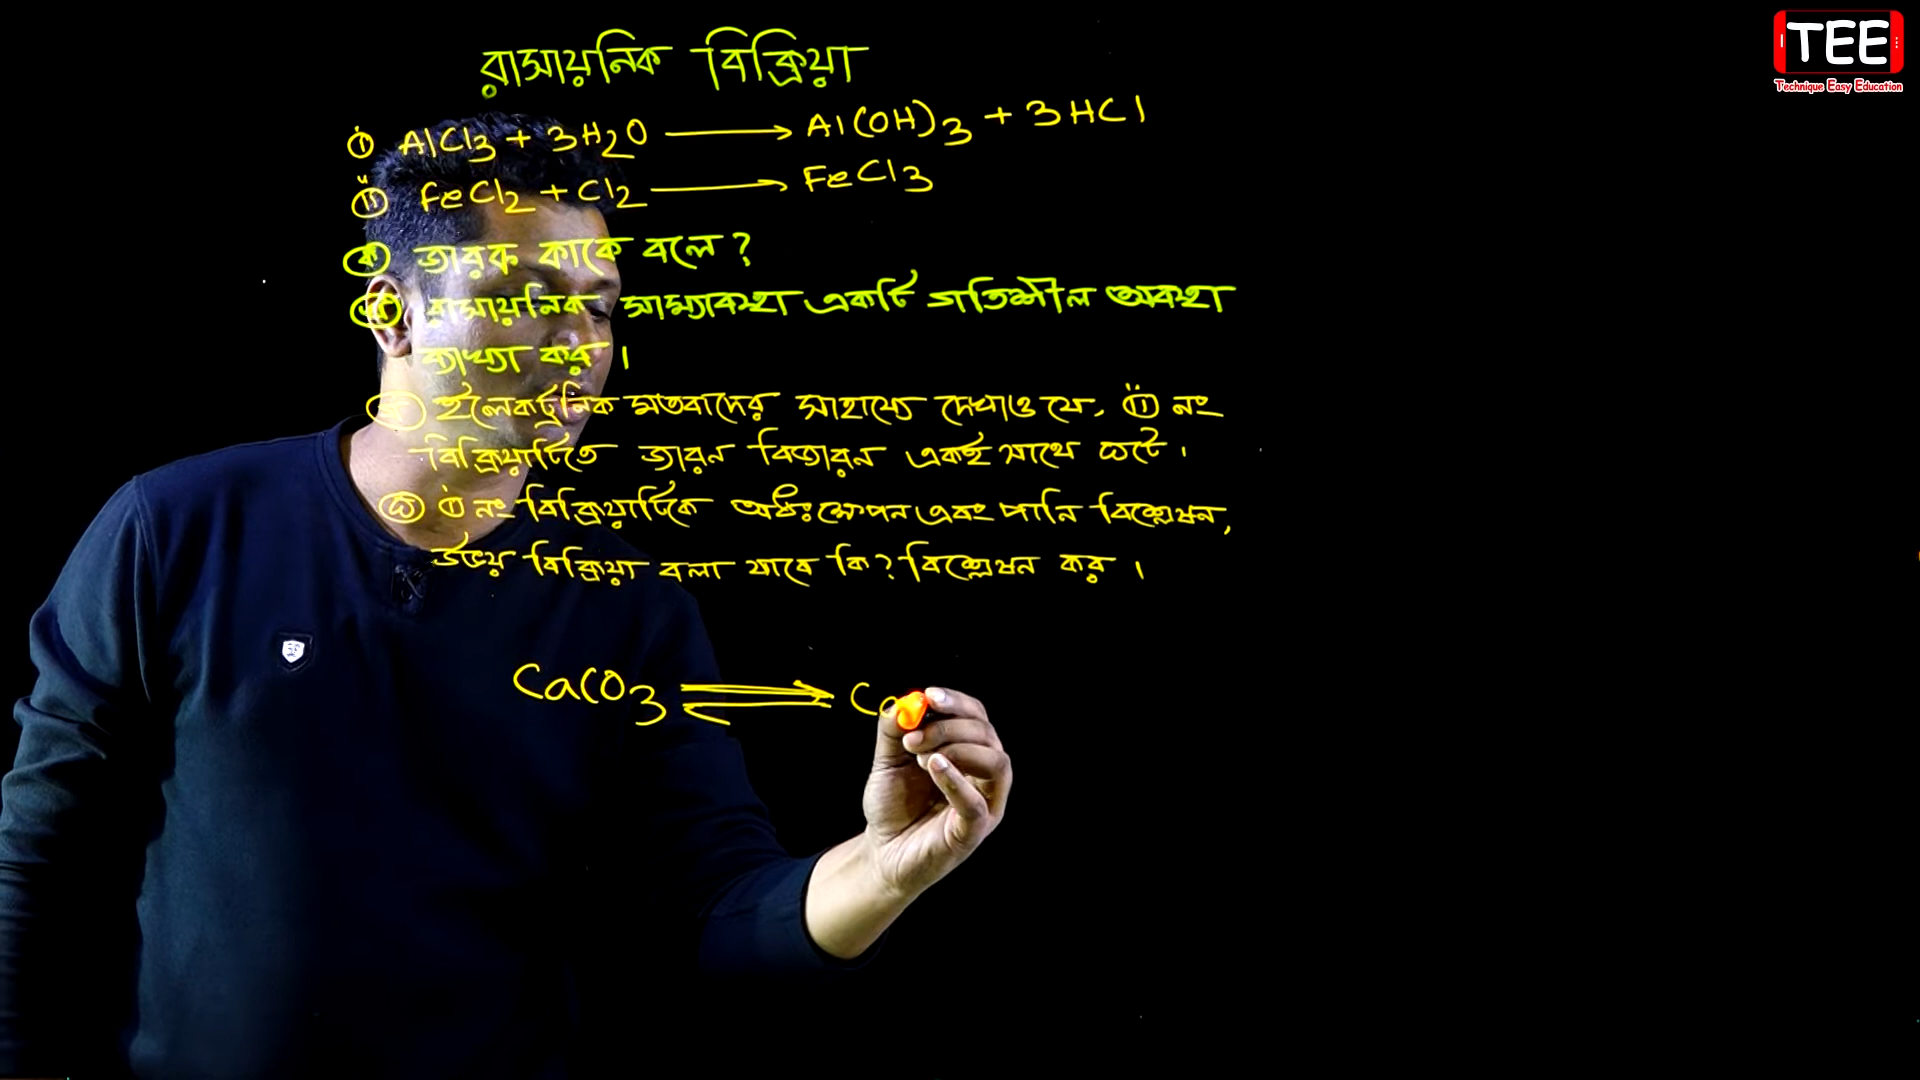 TEE
Technique Easy Education
রাসায়নিক বিক্রিয়া
(i) AlCl3 + 3H2O ⟶ Al(OH)3 + 3HCl
(ii) FeCl2 + Cl2 ⟶ FeCl3
(ক) জারক কাকে বলে?
(খ) রাসায়নিক সাম্যাবস্থা একটি গতিশীল অবস্থা
ব্যাখ্যা কর।
(গ) ইলেকট্রনিক মতবাদের সাহায্যে দেখাও যে, (ii) নং
বিক্রিয়াটিতে জারন বিজারন একই সাথে ঘটে।
(ঘ) (i) নং বিক্রিয়াটিকে অধঃক্ষেপন এবং পানি বিশ্লেষন,
উভয় বিক্রিয়া বলা যাবে কি? বিশ্লেষন কর।
CaCO3 ⇌ Ca